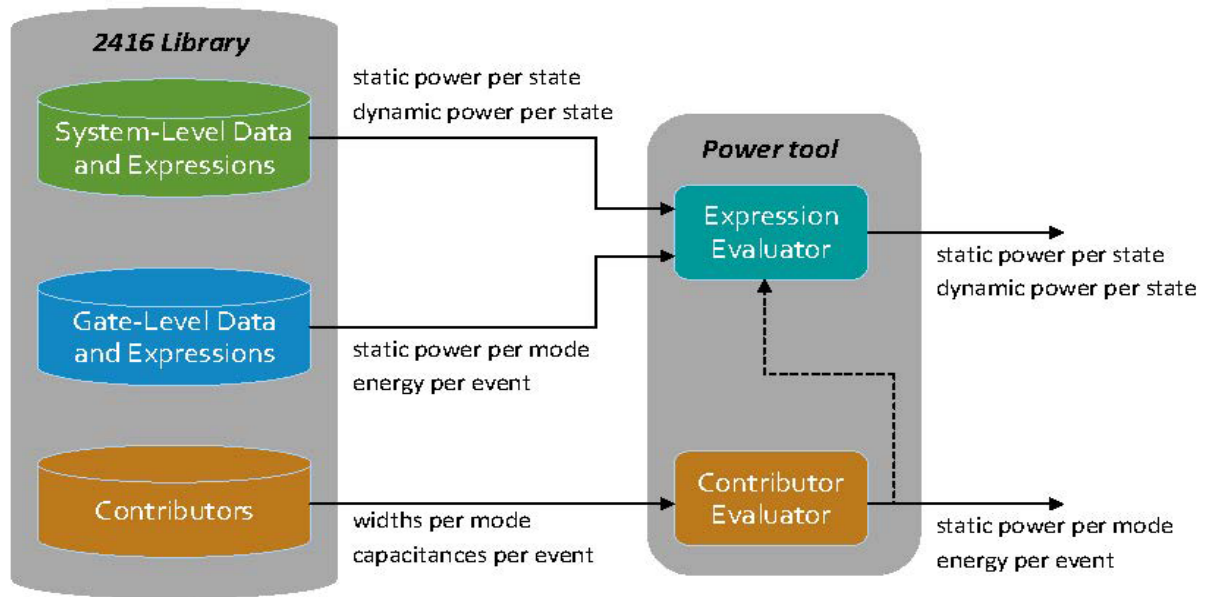 2416 Library
System-Level Data
and Expressions
static power per state
dynamic power per state
Gate-Level Data
and Expressions
static power per mode
energy per event
Contributors
widths per mode
capacitances per event
Power tool
Expression
Evaluator
static power per state
dynamic power per state
Contributor
Evaluator
static power per mode
energy per event